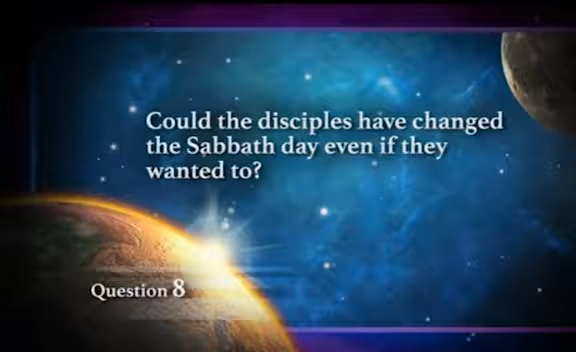 Could the disciples have changed
the Sabbath day even if they
wanted to?
Question 8